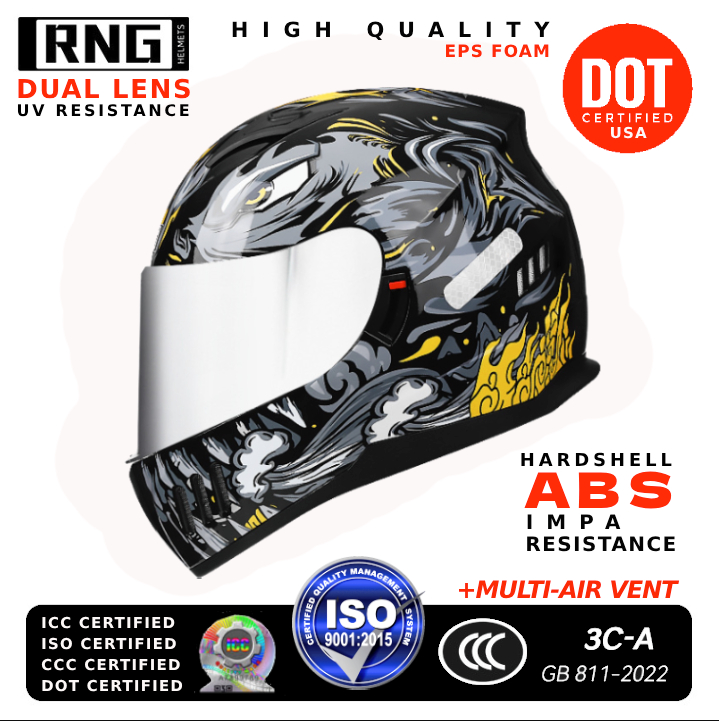 RNG
HELMETS
DUAL LENS
UV RESISTANCE
HIGH QUALITY
EPS FOAM
DOT
CERTIFIED
USA
HARDSHELL
ABS
IMPA
RESISTANCE
+MULTI-AIR VENT
ICC CERTIFIED
ISO CERTIFIED
CCC CERTIFIED
DOT CERTIFIED
ICC
CERTIFIED QUALITY MANAGEMENT SYSTEM
ISO
9001:2015
CCC
3C-A
GB 811-2022